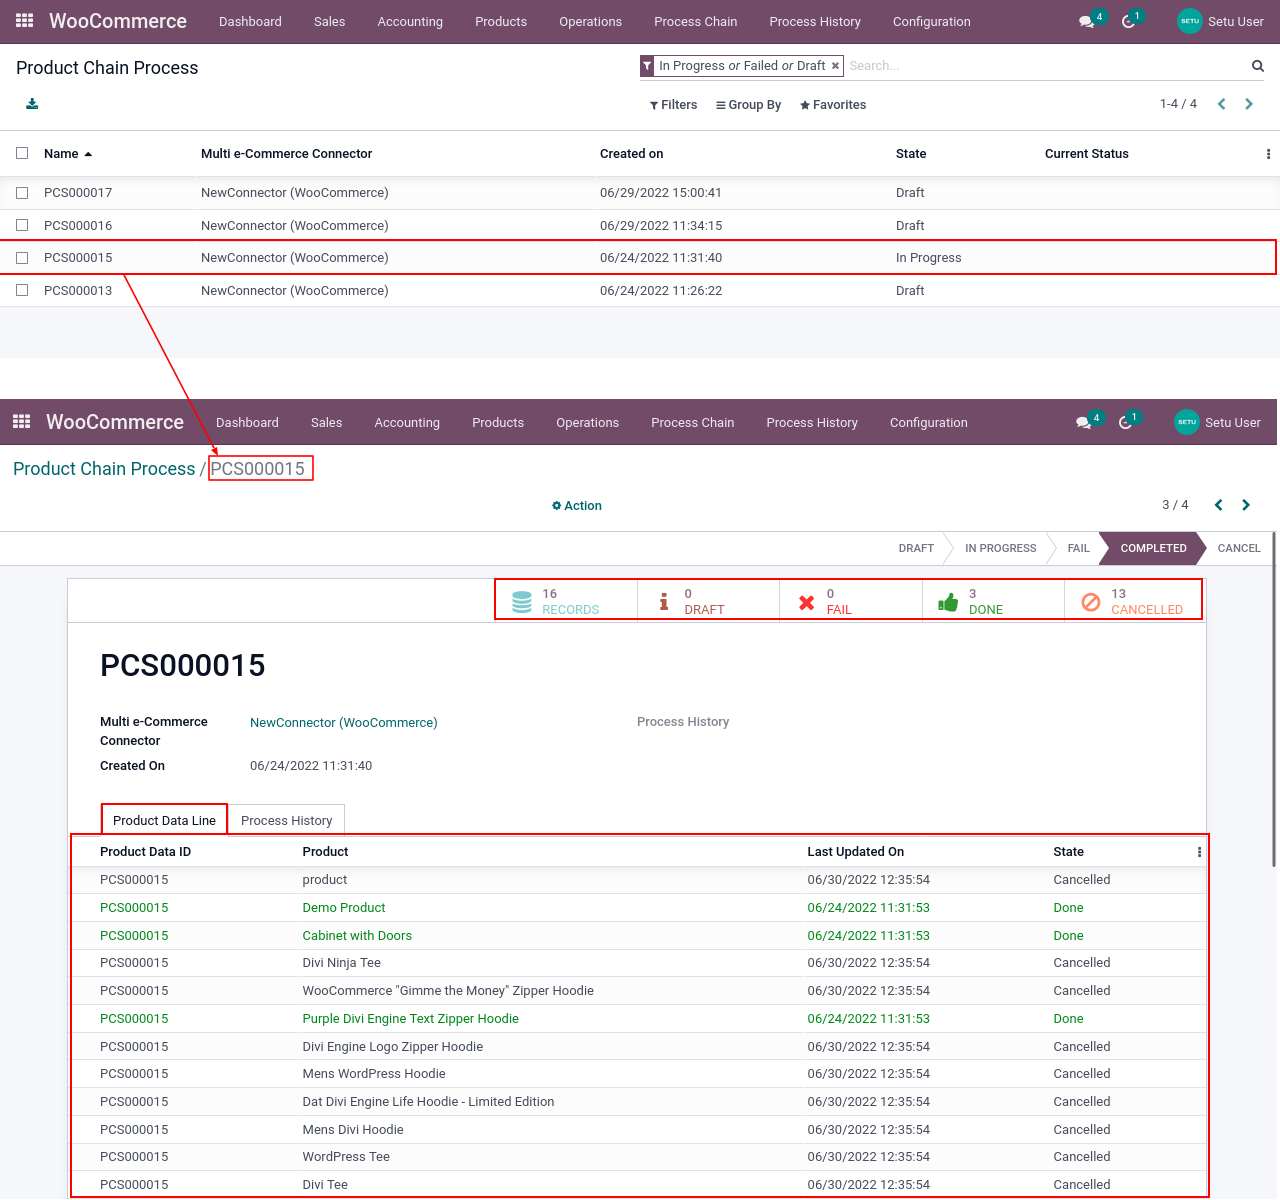 WooCommerce Dashboard Sales Accounting Products Operations Process Chain Process History Configuration 4 1 SETU Setu User
Product Chain Process In Progress or Failed or Draft Search...
Filters Group By Favorites 1-4 / 4
Name Multi e-Commerce Connector Created on State Current Status
PCS000017 NewConnector (WooCommerce) 06/29/2022 15:00:41 Draft
PCS000016 NewConnector (WooCommerce) 06/29/2022 11:34:15 Draft
PCS000015 NewConnector (WooCommerce) 06/24/2022 11:31:40 In Progress
PCS000013 NewConnector (WooCommerce) 06/24/2022 11:26:22 Draft
WooCommerce Dashboard Sales Accounting Products Operations Process Chain Process History Configuration 4 1 SETU Setu User
Product Chain Process / PCS000015
Action 3 / 4
DRAFT IN PROGRESS FAIL COMPLETED CANCEL
16 0 0 3 13
RECORDS DRAFT FAIL DONE CANCELLED
PCS000015
Multi e-Commerce Connector NewConnector (WooCommerce) Process History
Created On 06/24/2022 11:31:40
Product Data Line Process History
Product Data ID Product Last Updated On State
PCS000015 product 06/30/2022 12:35:54 Cancelled
PCS000015 Demo Product 06/24/2022 11:31:53 Done
PCS000015 Cabinet with Doors 06/24/2022 11:31:53 Done
PCS000015 Divi Ninja Tee 06/30/2022 12:35:54 Cancelled
PCS000015 WooCommerce "Gimme the Money" Zipper Hoodie 06/30/2022 12:35:54 Cancelled
PCS000015 Purple Divi Engine Text Zipper Hoodie 06/24/2022 11:31:53 Done
PCS000015 Divi Engine Logo Zipper Hoodie 06/30/2022 12:35:54 Cancelled
PCS000015 Mens WordPress Hoodie 06/30/2022 12:35:54 Cancelled
PCS000015 Dat Divi Engine Life Hoodie - Limited Edition 06/30/2022 12:35:54 Cancelled
PCS000015 Mens Divi Hoodie 06/30/2022 12:35:54 Cancelled
PCS000015 WordPress Tee 06/30/2022 12:35:54 Cancelled
PCS000015 Divi Tee 06/30/2022 12:35:54 Cancelled